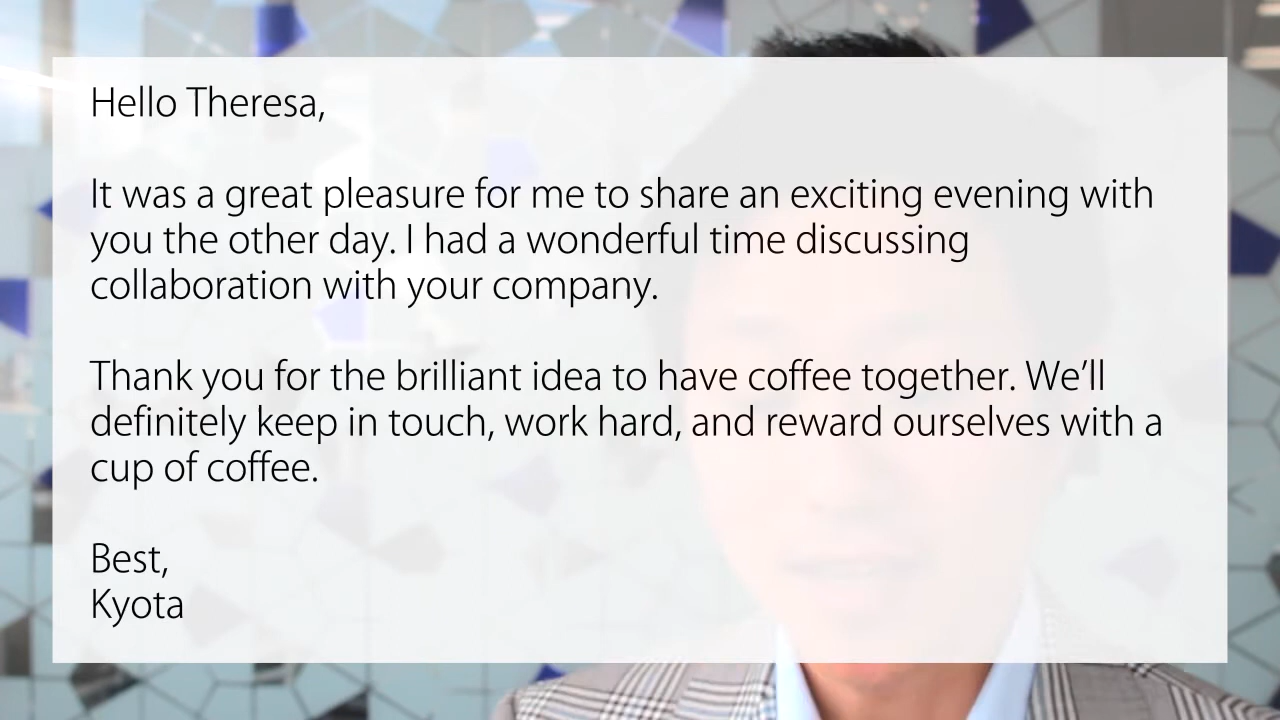 Hello Theresa,
It was a great pleasure for me to share an exciting evening with
you the other day. I had a wonderful time discussing
collaboration with your company.
Thank you for the brilliant idea to have coffee together. We’ll
definitely keep in touch, work hard, and reward ourselves with a
cup of coffee.
Best,
Kyota